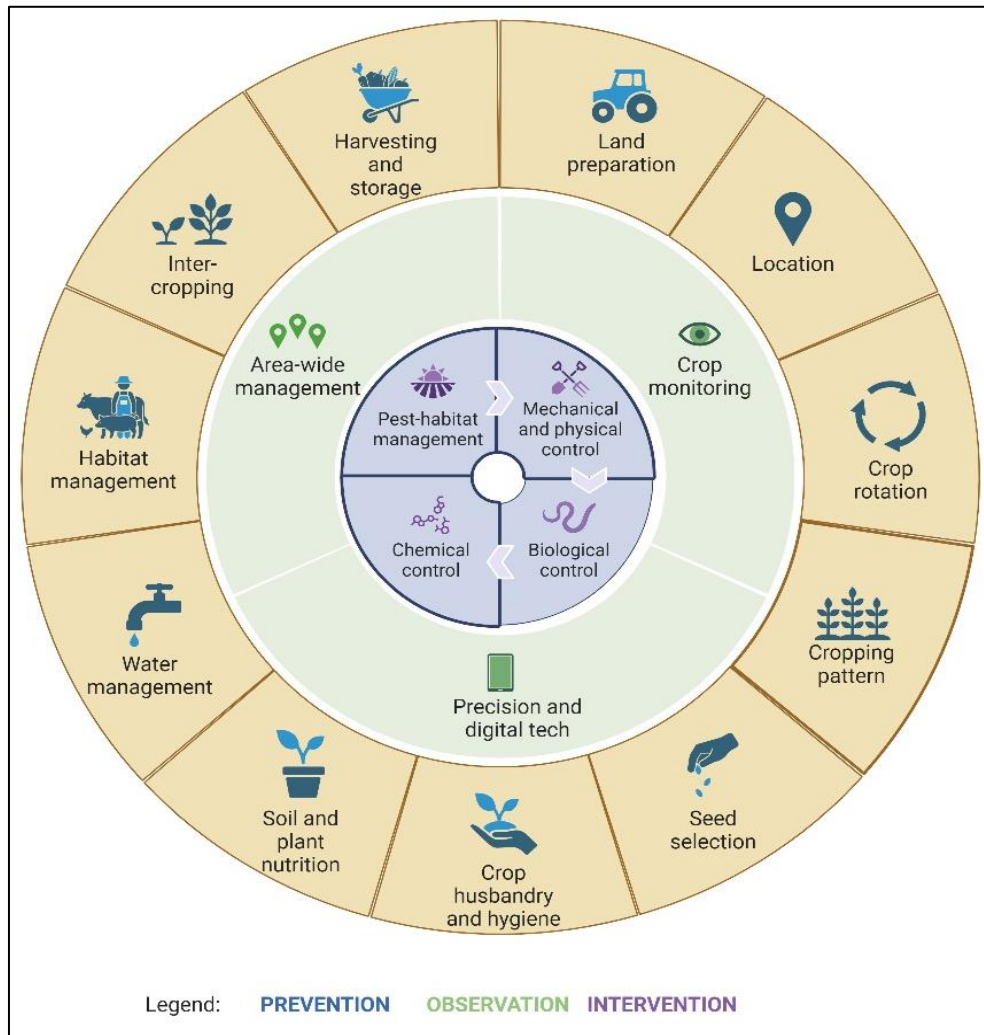 Harvesting
and
storage
Land
preparation
Location
Crop
rotation
Cropping
pattern
Seed
selection
Crop
husbandry
and hygiene
Soil and
plant
nutrition
Water
management
Habitat
management
Inter-
cropping
Area-wide
management
Crop
monitoring
Precision and
digital tech
Pest-habitat
management
Mechanical
and physical
control
Biological
control
Chemical
control
Legend: PREVENTION OBSERVATION INTERVENTION